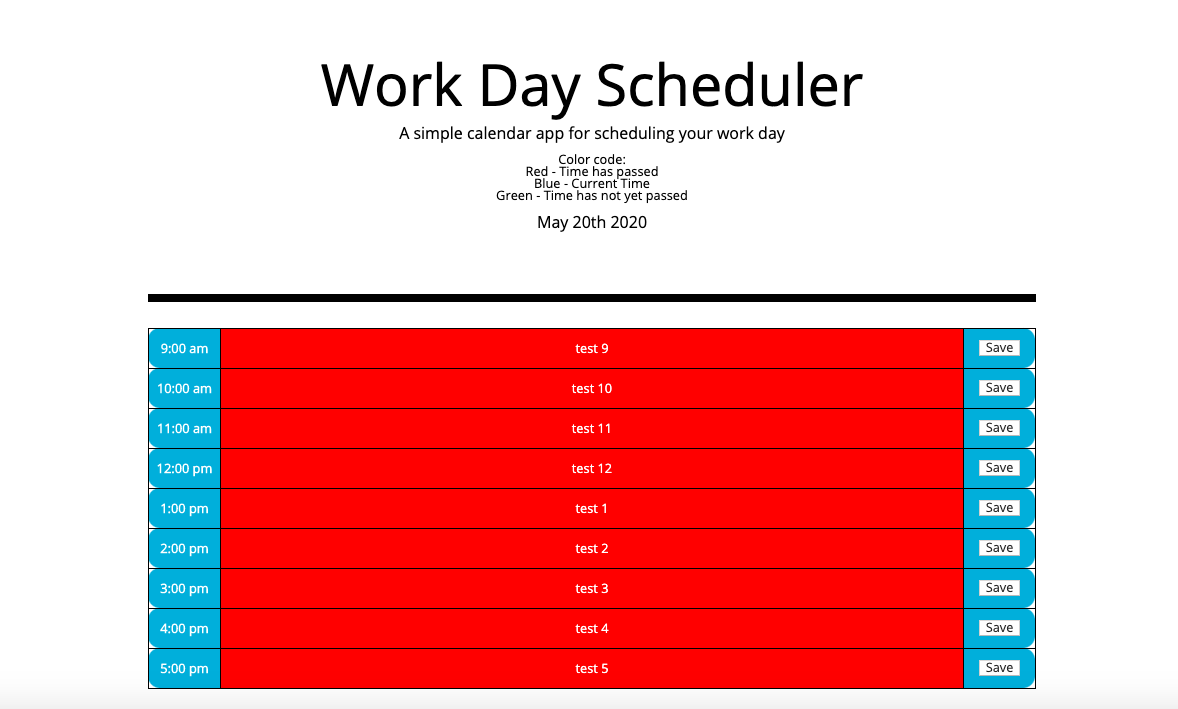 Work Day Scheduler
A simple calendar app for scheduling your work day
Color code:
Red - Time has passed
Blue - Current Time
Green - Time has not yet passed
May 20th 2020
9:00 am test 9 Save
10:00 am test 10 Save
11:00 am test 11 Save
12:00 pm test 12 Save
1:00 pm test 1 Save
2:00 pm test 2 Save
3:00 pm test 3 Save
4:00 pm test 4 Save
5:00 pm test 5 Save